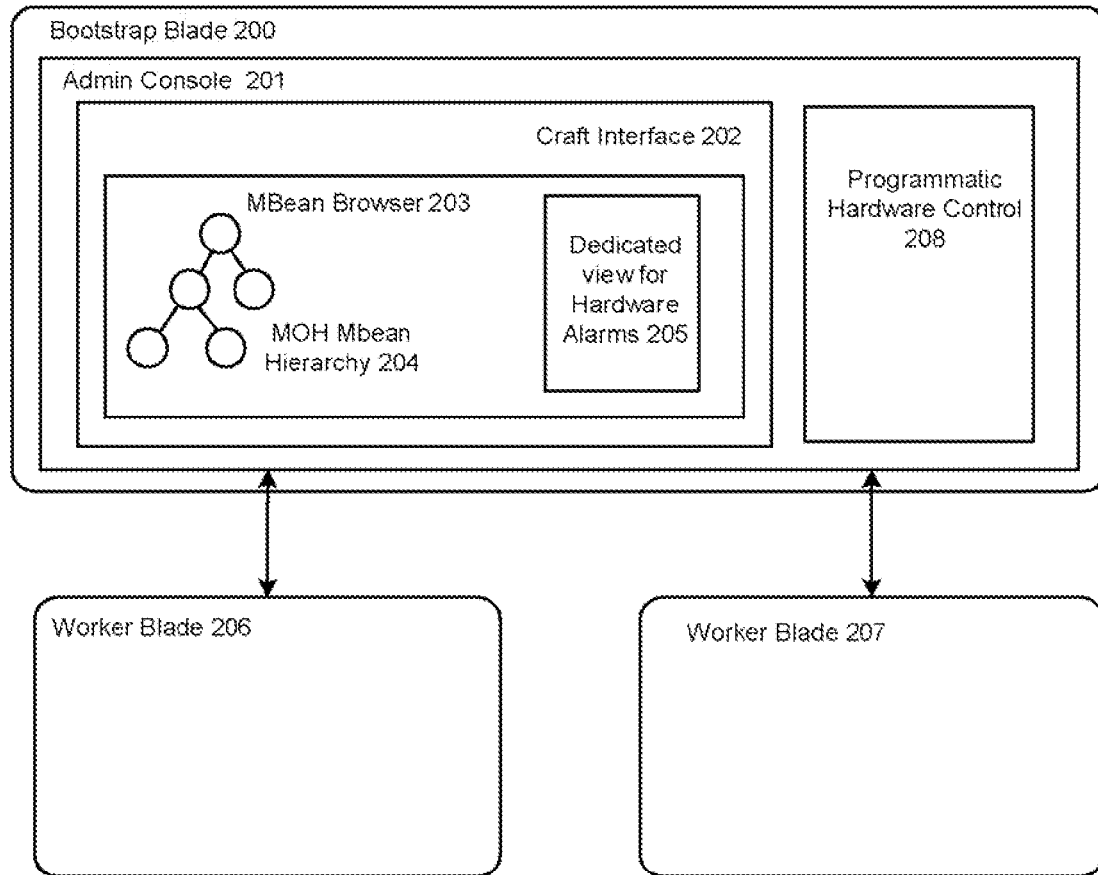 Bootstrap Blade 200
Admin Console 201
Craft Interface 202
MBean Browser 203
MOH Mbean
Hierarchy 204
Dedicated
view for
Hardware
Alarms 205
Programmatic
Hardware Control
208
Worker Blade 206
Worker Blade 207